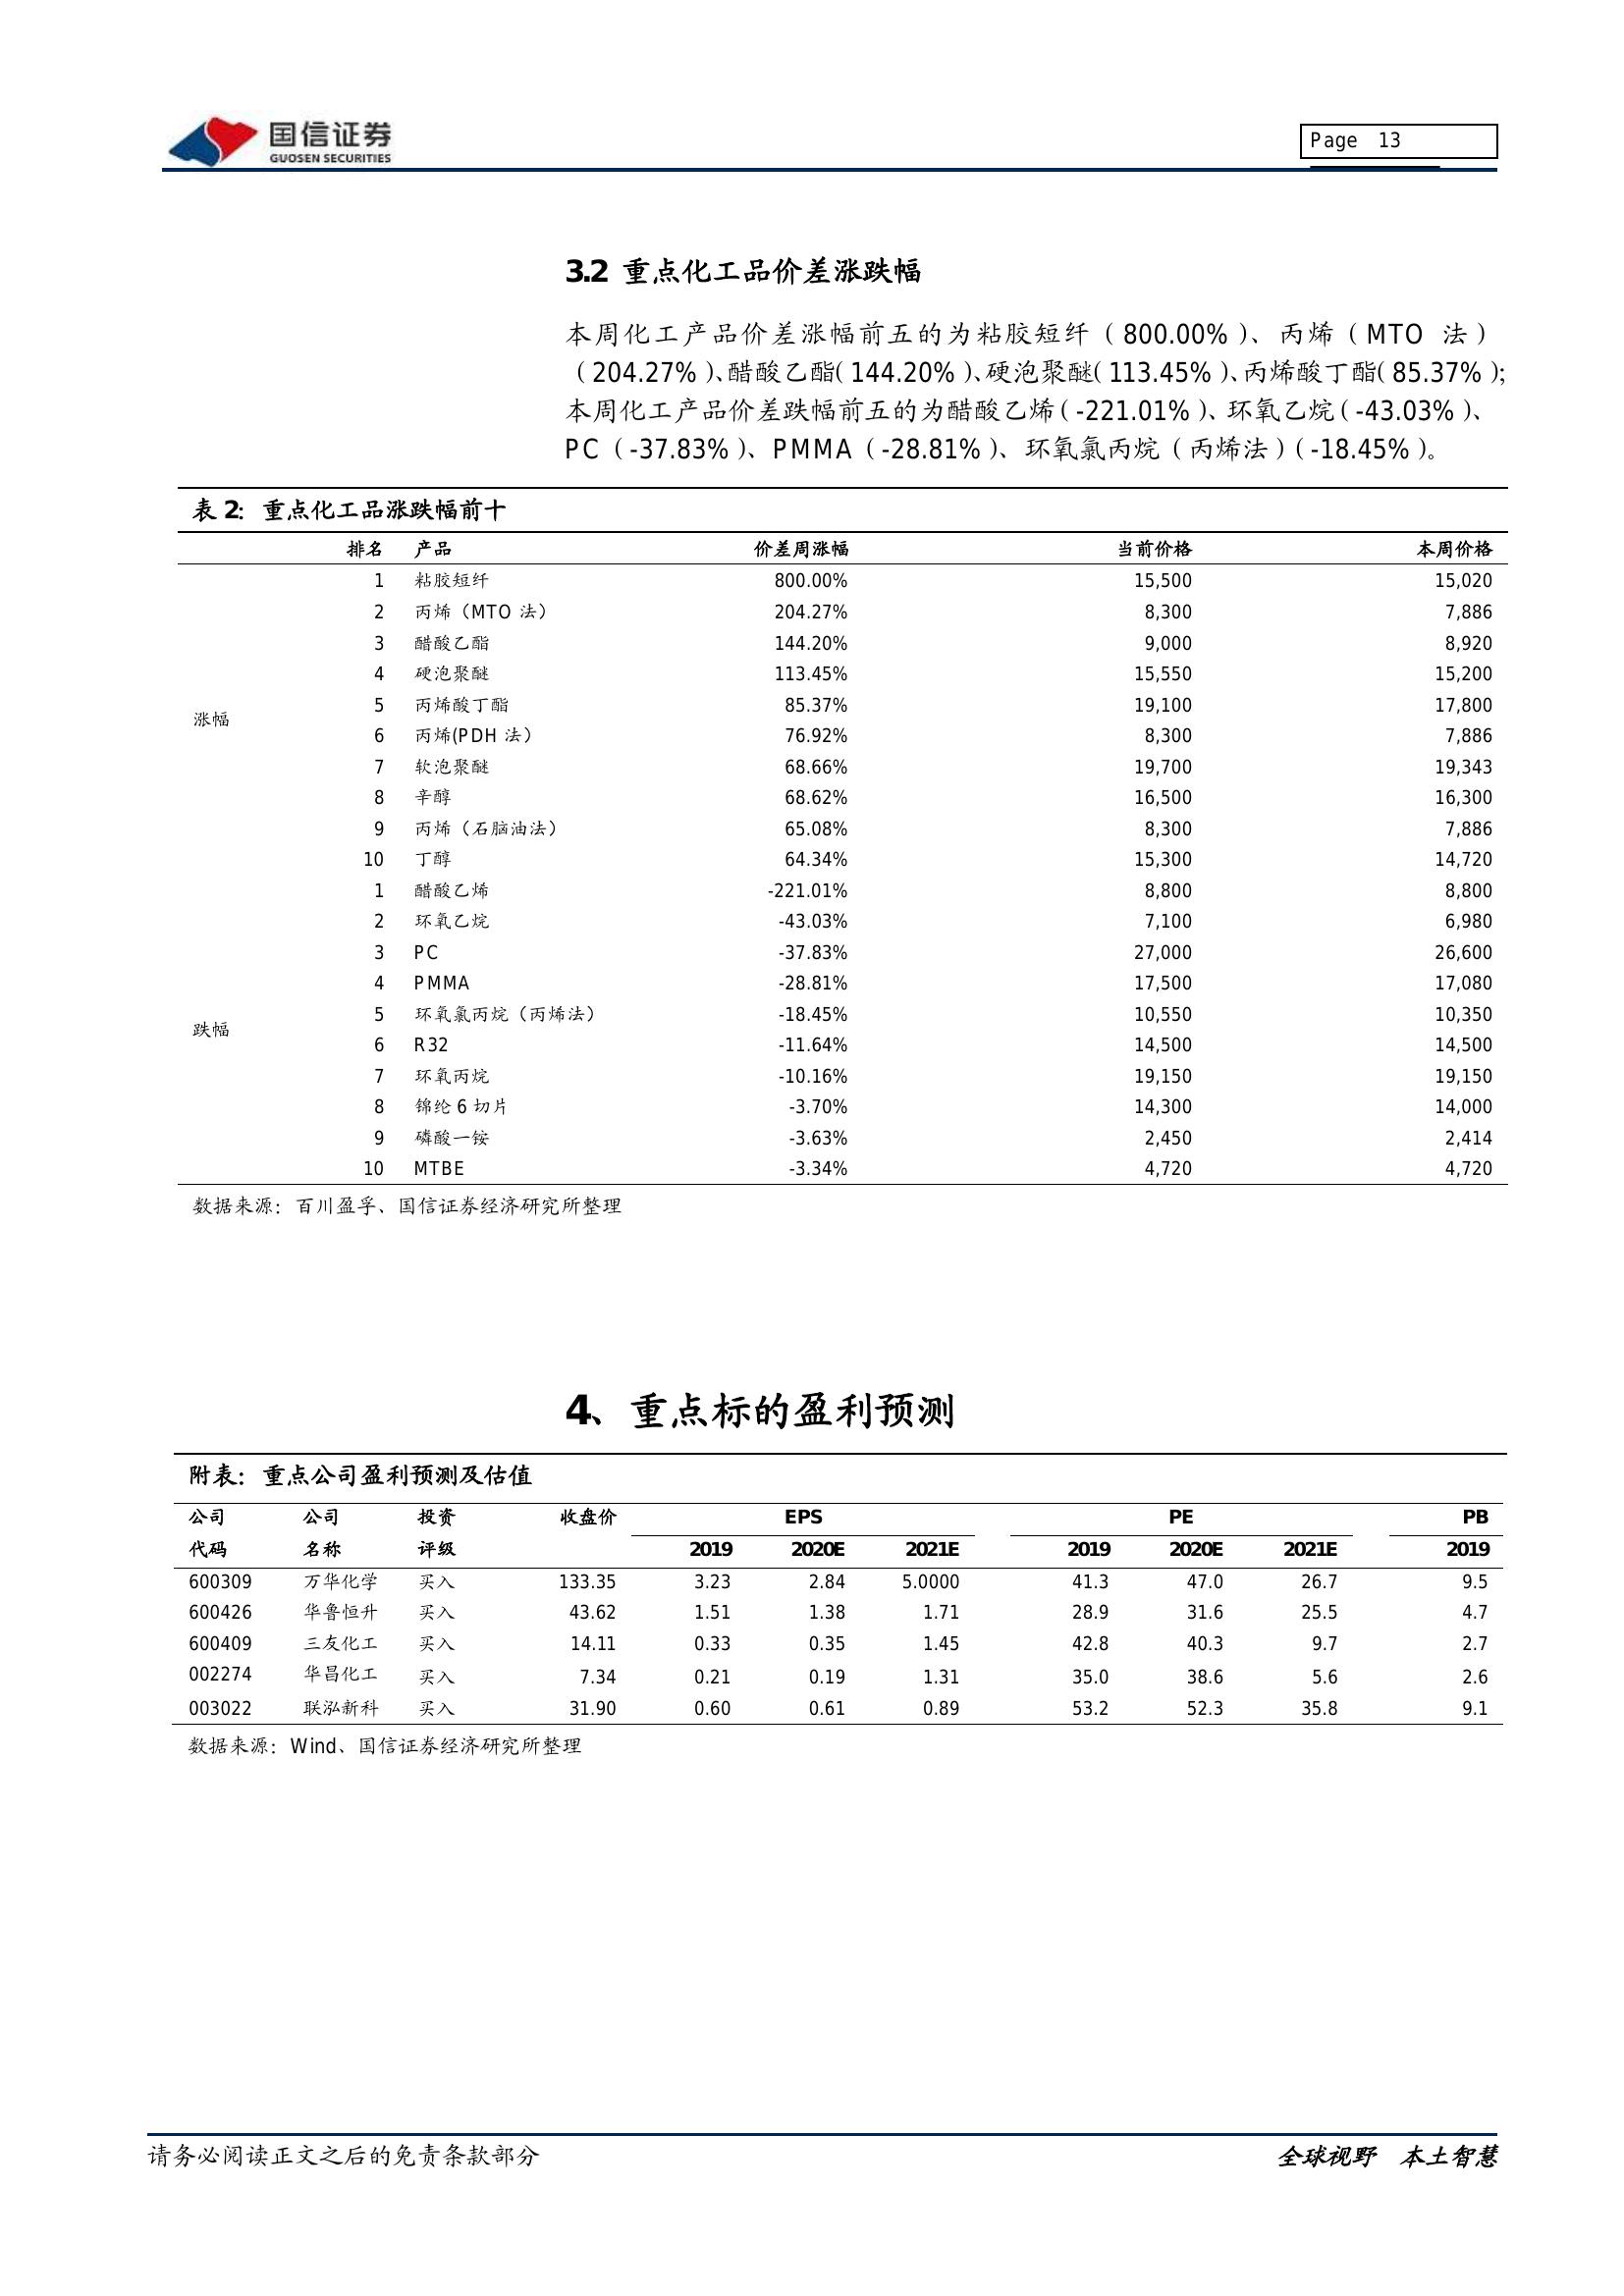 国信证券
GUOSEN SECURITIES
Page 13
3.2 重点化工品价差涨跌幅
本周化工产品价差涨幅前五的为粘胶短纤（800.00%）、丙烯（MTO 法）
（204.27%）、醋酸乙酯（144.20%）、硬泡聚醚（113.45%）、丙烯酸丁酯（85.37%）；
本周化工产品价差跌幅前五的为醋酸乙烯（-221.01%）、环氧乙烷（-43.03%）、
PC（-37.83%）、PMMA（-28.81%）、环氧氯丙烷（丙烯法）（-18.45%）。
表 2：重点化工品涨跌幅前十
排名 产品 价差周涨幅 当前价格 本周价格
1 粘胶短纤 800.00% 15,500 15,020
2 丙烯（MTO 法） 204.27% 8,300 7,886
3 醋酸乙酯 144.20% 9,000 8,920
4 硬泡聚醚 113.45% 15,550 15,200
5 丙烯酸丁酯 85.37% 19,100 17,800
涨幅
6 丙烯(PDH 法） 76.92% 8,300 7,886
7 软泡聚醚 68.66% 19,700 19,343
8 辛醇 68.62% 16,500 16,300
9 丙烯（石脑油法） 65.08% 8,300 7,886
10 丁醇 64.34% 15,300 14,720
1 醋酸乙烯 -221.01% 8,800 8,800
2 环氧乙烷 -43.03% 7,100 6,980
3 PC -37.83% 27,000 26,600
4 PMMA -28.81% 17,500 17,080
5 环氧氯丙烷（丙烯法） -18.45% 10,550 10,350
跌幅
6 R32 -11.64% 14,500 14,500
7 环氧丙烷 -10.16% 19,150 19,150
8 锦纶 6 切片 -3.70% 14,300 14,000
9 磷酸一铵 -3.63% 2,450 2,414
10 MTBE -3.34% 4,720 4,720
数据来源：百川盈孚、国信证券经济研究所整理
4、重点标的盈利预测
附表：重点公司盈利预测及估值
公司 公司 投资 收盘价 EPS PE PB
代码 名称 评级 2019 2020E 2021E 2019 2020E 2021E 2019
600309 万华化学 买入 133.35 3.23 2.84 5.0000 41.3 47.0 26.7 9.5
600426 华鲁恒升 买入 43.62 1.51 1.38 1.71 28.9 31.6 25.5 4.7
600409 三友化工 买入 14.11 0.33 0.35 1.45 42.8 40.3 9.7 2.7
002274 华昌化工 买入 7.34 0.21 0.19 1.31 35.0 38.6 5.6 2.6
003022 联泓新科 买入 31.90 0.60 0.61 0.89 53.2 52.3 35.8 9.1
数据来源：Wind、国信证券经济研究所整理
请务必阅读正文之后的免责条款部分 全球视野 本土智慧